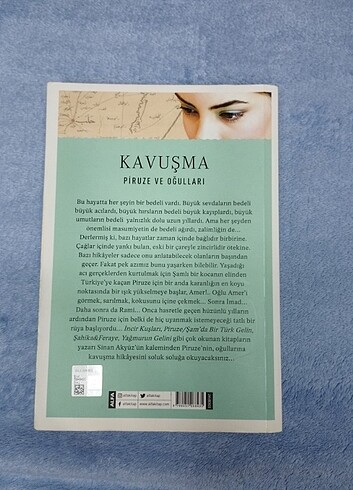 KAVUŞMA
PİRUZE VE OĞULLARI
Bu hayatta her şeyin bir bedeli vardı. Büyük sevdaların bedeli
büyük acılardı, büyük hırsların bedeli büyük kayıplardı, büyük
umutların bedeli yalnızlık dolu uzun yıllardı. Ama her şeyden
önemlisi masumiyetin de bedeli ağırdı, zalimliğin de...
Derlermiş ki, bazı hayatlar zaman içinde bağlıdır birbirine.
Çağlar içinde yankı bulan, eski bir çareyle zincirlidir ötekine.
Bazı hikâyeler sadece onu anlatabilecek olanların başından
geçer. Fakat pek azımız bunu yaşarken bilebilir. Yaşadığı
acı gerçeklerden kurtulmak için Şamlı bir kocanın elinden
Türkiye'ye kaçan Piruze için bir anda karanlığın en koyu
noktasında bir ışık yükselmeye başlar, Amer!.. Oğlu Amer'i
görmek, sarılmak, kokusunu içine çekmek... Sonra İmad...
Daha sonra da Rami... Onca hasretle geçen hüzünlü yılların
ardından Piruze için belki de hiç uyanmak istemeyeceği tatlı bir
rüya başlıyordu... İncir Kuşları, Piruze/Şam'da Bir Türk Gelin,
Şahika&Feraye, Yağmurun Gelini gibi çok okunan kitapların
yazarı Sinan Akyüz'ün kaleminden Piruze'nin, oğullarına
kavuşma hikâyesini soluk soluğa okuyacaksınız...
ALFA
alfakitap
alfakitap
alfakitap
www.alfakitap.com